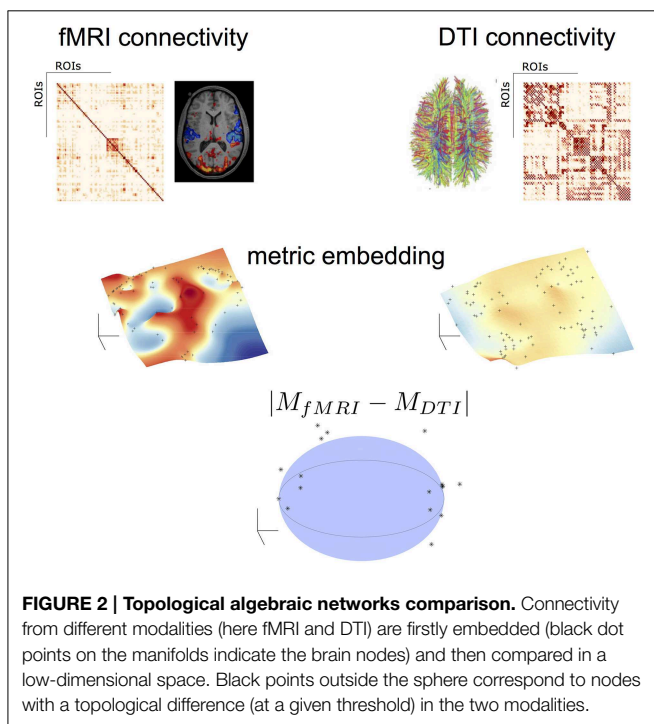 fMRI connectivity
DTI connectivity
ROIs
ROIs
ROIs
ROIs
metric embedding
|M_{fMRI} − M_{DTI}|
FIGURE 2 | Topological algebraic networks comparison. Connectivity
from different modalities (here fMRI and DTI) are firstly embedded (black dot
points on the manifolds indicate the brain nodes) and then compared in a
low-dimensional space. Black points outside the sphere correspond to nodes
with a topological difference (at a given threshold) in the two modalities.